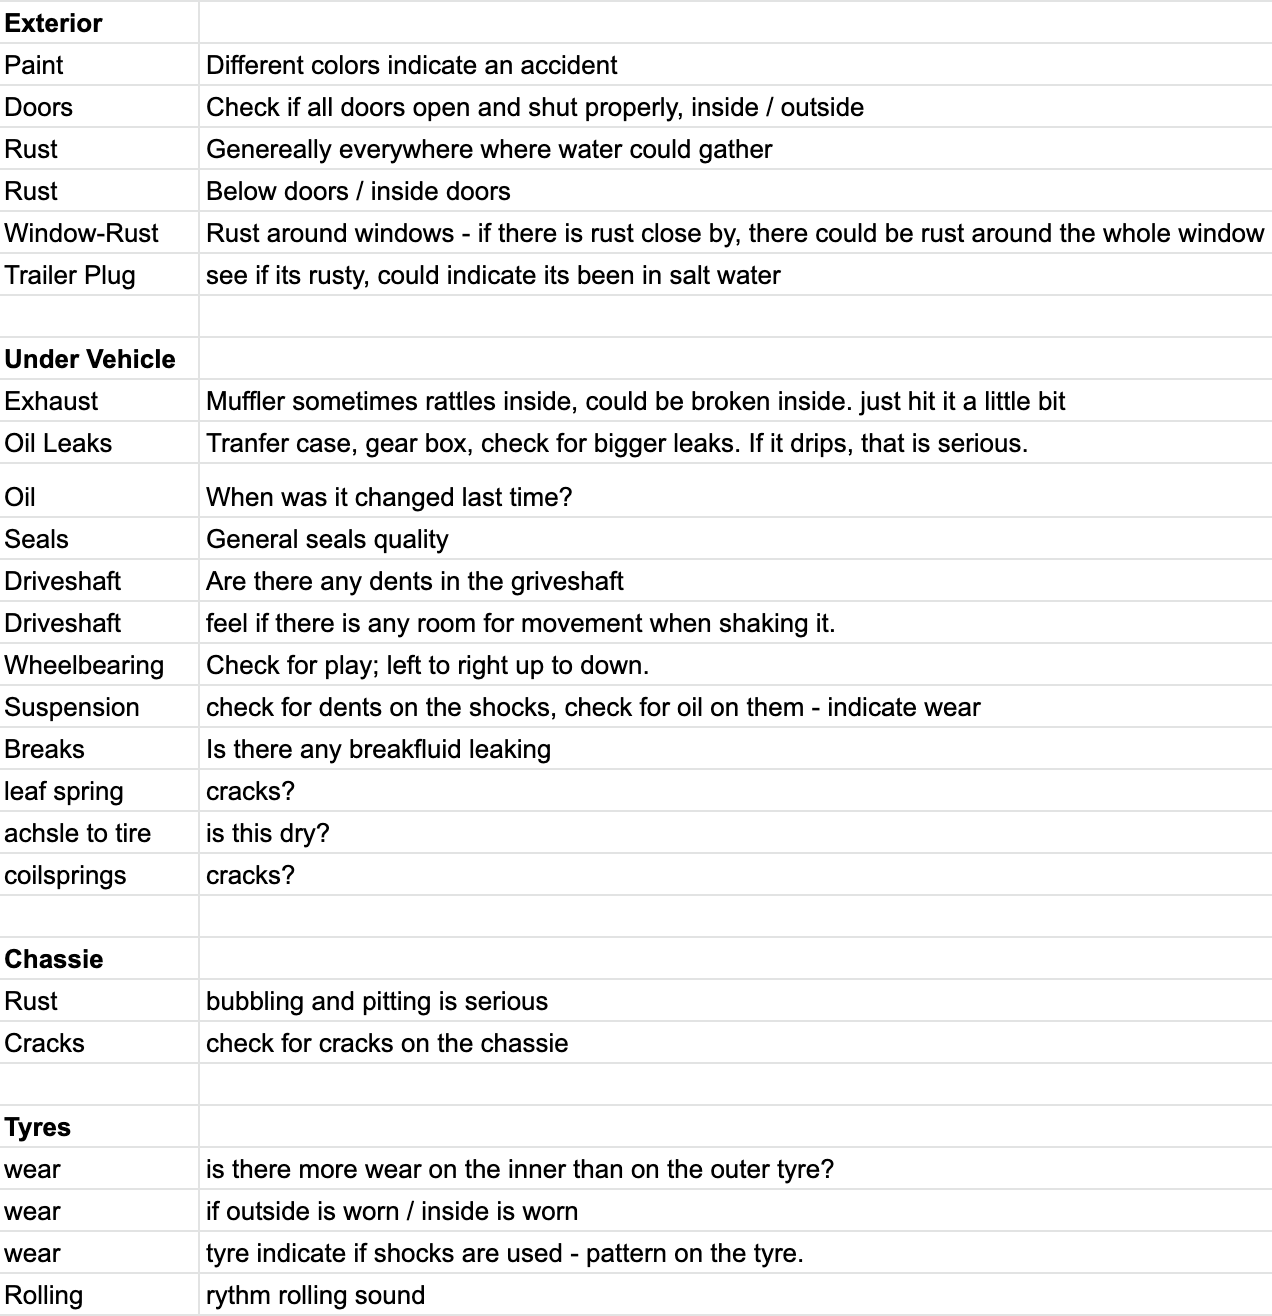 Exterior
Paint Different colors indicate an accident
Doors Check if all doors open and shut properly, inside / outside
Rust Genereally everywhere where water could gather
Rust Below doors / inside doors
Window-Rust Rust around windows - if there is rust close by, there could be rust around the whole window
Trailer Plug see if its rusty, could indicate its been in salt water
Under Vehicle
Exhaust Muffler sometimes rattles inside, could be broken inside. just hit it a little bit
Oil Leaks Tranfer case, gear box, check for bigger leaks. If it drips, that is serious.
Oil When was it changed last time?
Seals General seals quality
Driveshaft Are there any dents in the griveshaft
Driveshaft feel if there is any room for movement when shaking it.
Wheelbearing Check for play; left to right up to down.
Suspension check for dents on the shocks, check for oil on them - indicate wear
Breaks Is there any breakfluid leaking
leaf spring cracks?
achsle to tire is this dry?
coilsprings cracks?
Chassie
Rust bubbling and pitting is serious
Cracks check for cracks on the chassie
Tyres
wear is there more wear on the inner than on the outer tyre?
wear if outside is worn / inside is worn
wear tyre indicate if shocks are used - pattern on the tyre.
Rolling rythm rolling sound